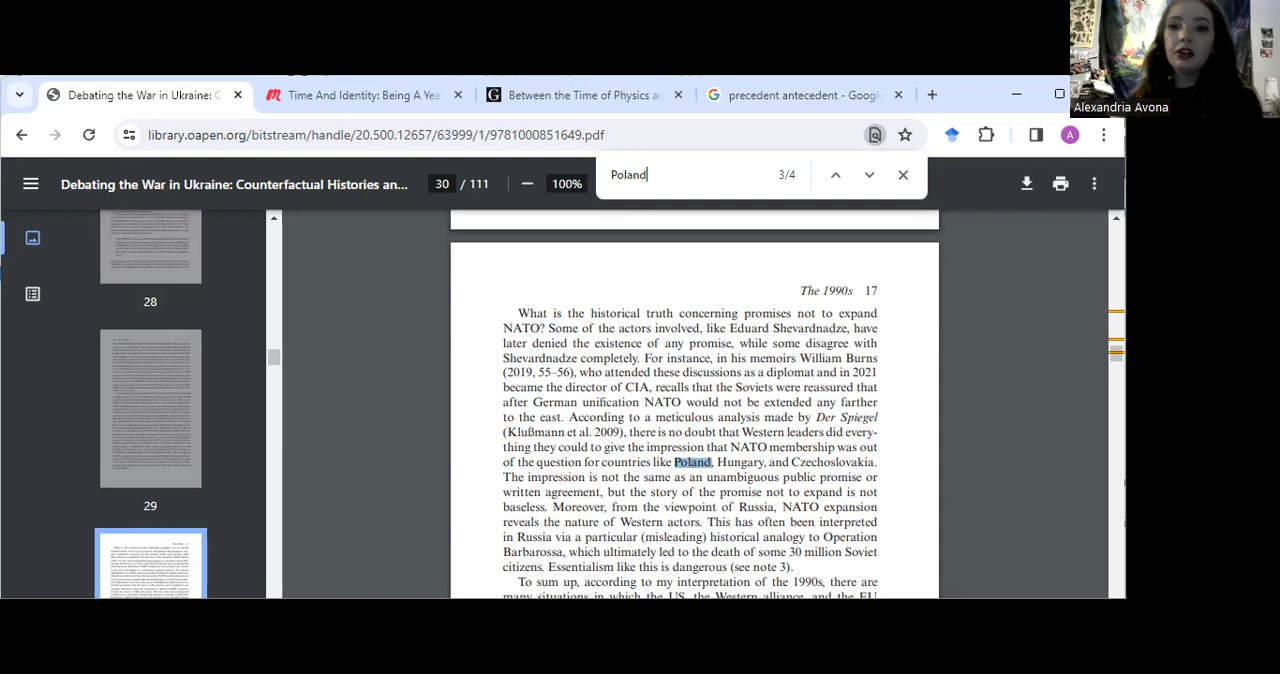 Alexandria Avona
Debating the War in Ukraine: C
Time And Identity: Taking A Yea
Between the Time of Physics a
precedent antecedent - Google
library.oapen.org/bitstream/handle/20.500.12657/63999/1/9781000851649.pdf
A
Poland
3/4
Debating the War in Ukraine: Counterfactual Histories an...
30 / 111
100%
28
29
The 1990s 17
What is the historical truth concerning promises not to expand
NATO? Some of the actors involved, like Eduard Shevardnadze, have
later denied the existence of any promise, while some disagree with
Shevardnadze completely. For instance, in his memoirs William Burns
(2019, 55–56), who attended these discussions as a diplomat and in 2021
became the director of CIA, recalls that the Soviets were reassured that
after German unification NATO would not be extended any farther
to the east. According to a meticulous analysis made by Der Spiegel
(Klußmann et al. 2009), there is no doubt that Western leaders did every-
thing they could to give the impression that NATO membership was out
of the question for countries like Poland, Hungary, and Czechoslovakia.
The impression is not the same as an unambiguous public promise or
written agreement, but the story of the promise not to expand is not
baseless. Moreover, from the viewpoint of Russia, NATO expansion
reveals the nature of Western actors. This has often been interpreted
in Russia via a particular (misleading) historical analogy to Operation
Barbarossa, which ultimately led to the death of some 30 million Soviet
citizens. Essentialism like this is dangerous (see note 3).
To sum up, according to my interpretation of the 1990s, there are
many situations in which the US, the Western alliance, and the EU